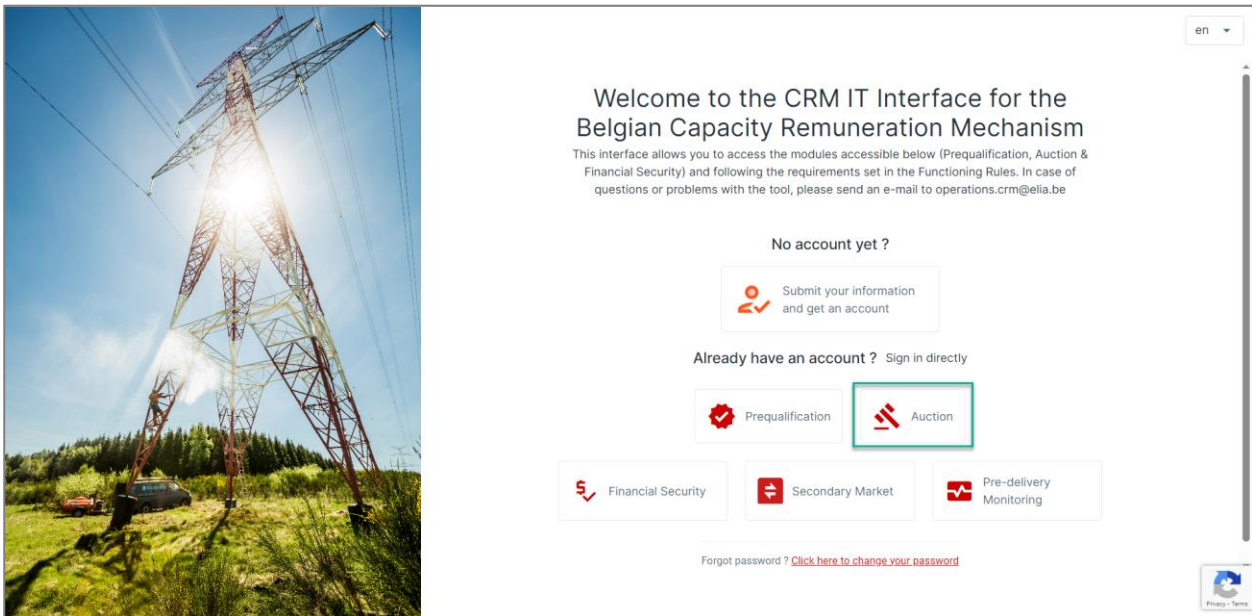 en
Welcome to the CRM IT Interface for the
Belgian Capacity Remuneration Mechanism
This interface allows you to access the modules accessible below (Prequalification, Auction &
Financial Security) and following the requirements set in the Functioning Rules. In case of
questions or problems with the tool, please send an e-mail to operations.crm@elia.be
No account yet ?
Submit your information
and get an account
Already have an account ? Sign in directly
Prequalification
Auction
Financial Security
Secondary Market
Pre-delivery
Monitoring
Forgot password ? Click here to change your password
Privacy - Terms